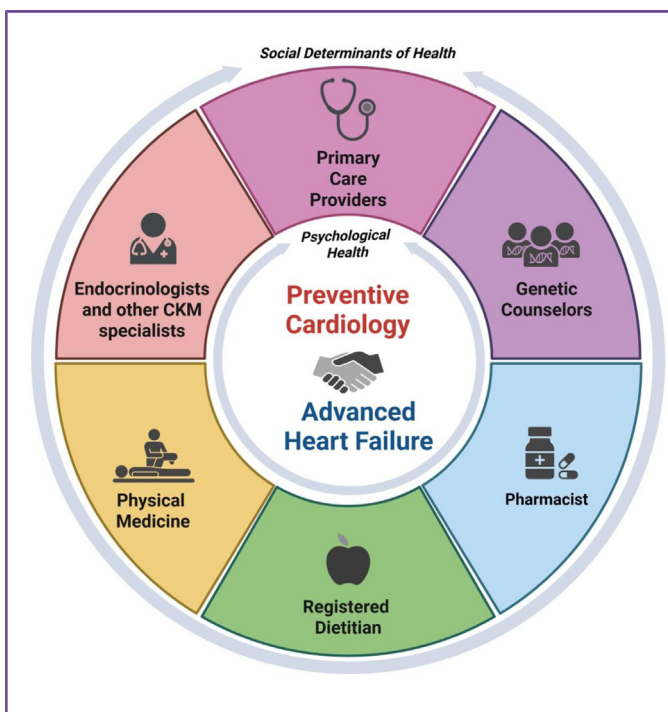 Social Determinants of Health
Primary
Care
Providers
Psychological
Health
Preventive
Cardiology
Advanced
Heart Failure
Genetic
Counselors
Pharmacist
Registered
Dietitian
Physical
Medicine
Endocrinologists
and other CKM
specialists